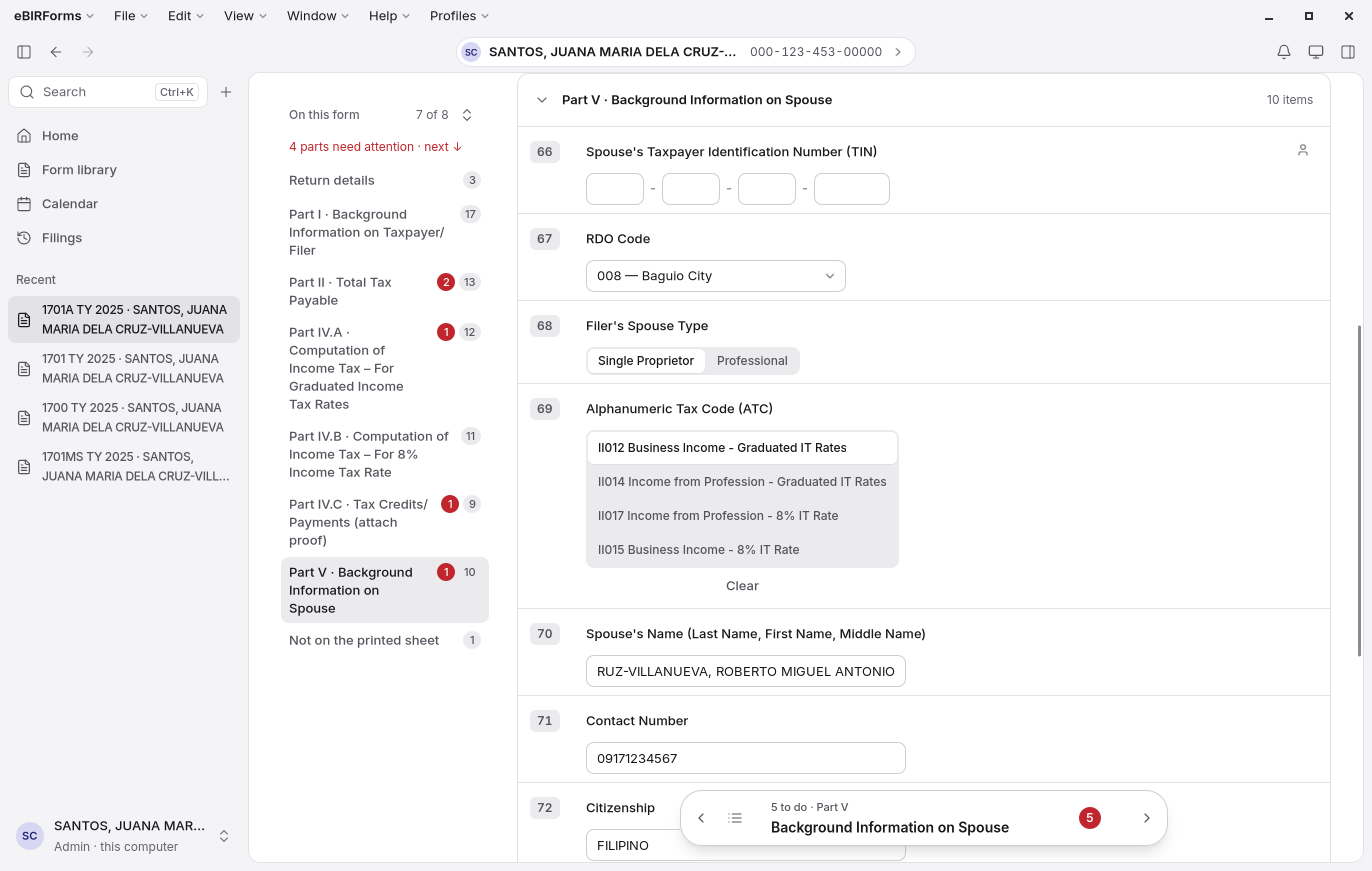 eBIRForms File Edit View Window Help Profiles
SC SANTOS, JUANA MARIA DELA CRUZ-... 000-123-453-00000
Search Ctrl+K
Home
Form library
Calendar
Filings
Recent
1701A TY 2025 · SANTOS, JUANA
MARIA DELA CRUZ-VILLANUEVA
1701 TY 2025 · SANTOS, JUANA
MARIA DELA CRUZ-VILLANUEVA
1700 TY 2025 · SANTOS, JUANA
MARIA DELA CRUZ-VILLANUEVA
1701MS TY 2025 · SANTOS,
JUANA MARIA DELA CRUZ-VILL...
SC SANTOS, JUANA MAR...
Admin · this computer
On this form 7 of 8
4 parts need attention · next ↓
Return details 3
Part I · Background 17
Information on Taxpayer/
Filer
Part II · Total Tax 2 13
Payable
Part IV.A · 1 12
Computation of
Income Tax – For
Graduated Income
Tax Rates
Part IV.B · Computation of 11
Income Tax – For 8%
Income Tax Rate
Part IV.C · Tax Credits/ 1 9
Payments (attach
proof)
Part V · Background 1 10
Information on
Spouse
Not on the printed sheet 1
Part V · Background Information on Spouse 10 items
66 Spouse's Taxpayer Identification Number (TIN)
- - -
67 RDO Code
008 — Baguio City
68 Filer's Spouse Type
Single Proprietor Professional
69 Alphanumeric Tax Code (ATC)
II012 Business Income - Graduated IT Rates
II014 Income from Profession - Graduated IT Rates
II017 Income from Profession - 8% IT Rate
II015 Business Income - 8% IT Rate
Clear
70 Spouse's Name (Last Name, First Name, Middle Name)
RUZ-VILLANUEVA, ROBERTO MIGUEL ANTONIO
71 Contact Number
09171234567
72 Citizenship
FILIPINO
5 to do · Part V
Background Information on Spouse 5